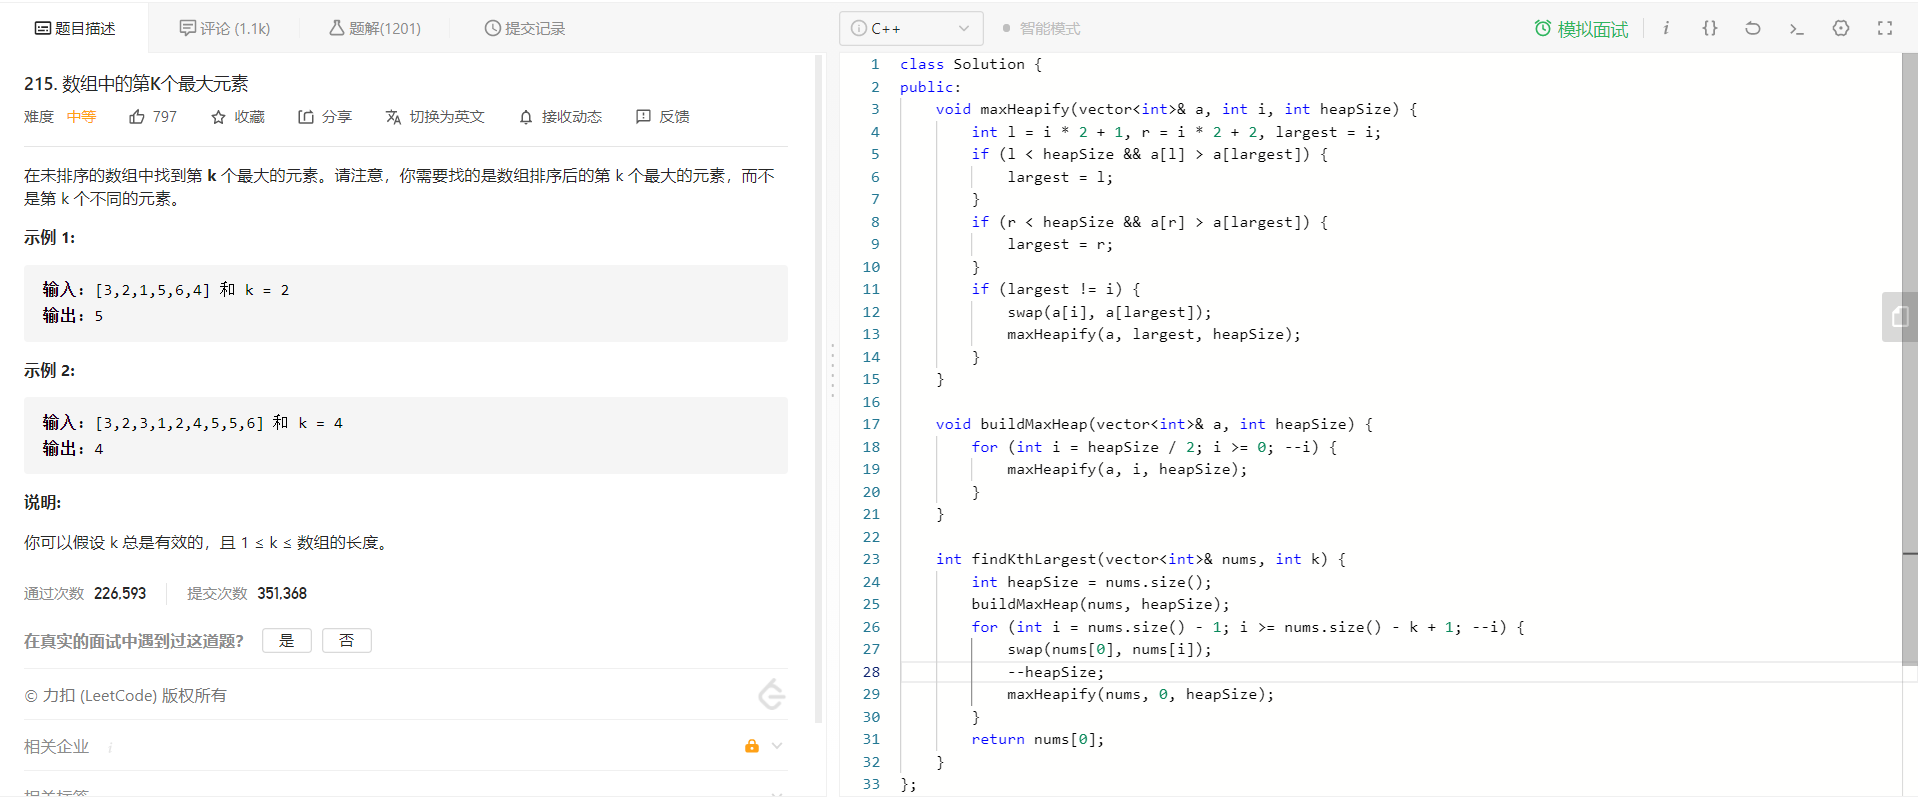 题目描述
评论 (1.1k)
题解(1201)
提交记录
215. 数组中的第K个最大元素
难度 中等 797 收藏 分享 切换为英文 接收动态 反馈
在未排序的数组中找到第 k 个最大的元素。请注意，你需要找的是数组排序后的第 k 个最大的元素，而不
是第 k 个不同的元素。
示例 1:
输入: [3,2,1,5,6,4] 和 k = 2
输出: 5
示例 2:
输入: [3,2,3,1,2,4,5,5,6] 和 k = 4
输出: 4
说明:
你可以假设 k 总是有效的，且 1 ≤ k ≤ 数组的长度。
通过次数 226,593 提交次数 351,368
在真实的面试中遇到过这道题? 是 否
© 力扣 (LeetCode) 版权所有
相关企业 i
相关标签
C++ 智能模式 模拟面试 i {}
1 class Solution {
2 public:
3     void maxHeapify(vector<int>& a, int i, int heapSize) {
4         int l = i * 2 + 1, r = i * 2 + 2, largest = i;
5         if (l < heapSize && a[l] > a[largest]) {
6             largest = l;
7         }
8         if (r < heapSize && a[r] > a[largest]) {
9             largest = r;
10         }
11         if (largest != i) {
12             swap(a[i], a[largest]);
13             maxHeapify(a, largest, heapSize);
14         }
15     }
16
17     void buildMaxHeap(vector<int>& a, int heapSize) {
18         for (int i = heapSize / 2; i >= 0; --i) {
19             maxHeapify(a, i, heapSize);
20         }
21     }
22
23     int findKthLargest(vector<int>& nums, int k) {
24         int heapSize = nums.size();
25         buildMaxHeap(nums, heapSize);
26         for (int i = nums.size() - 1; i >= nums.size() - k + 1; --i) {
27             swap(nums[0], nums[i]);
28             --heapSize;
29             maxHeapify(nums, 0, heapSize);
30         }
31         return nums[0];
32     }
33 };